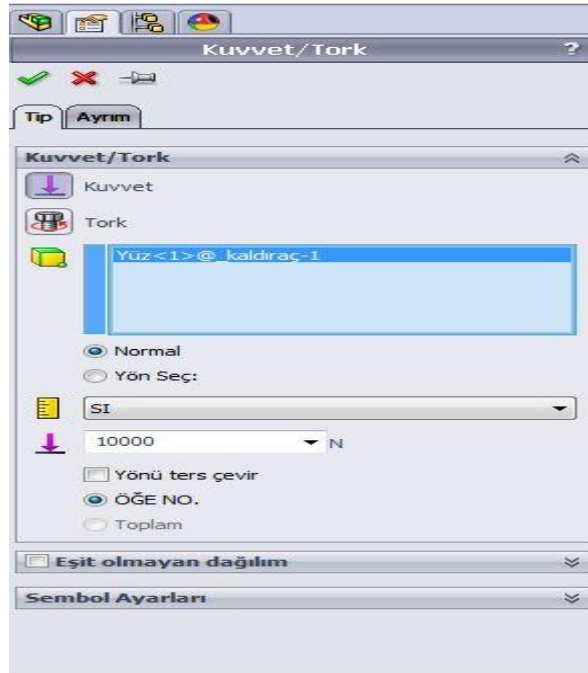 Kuvvet/Tork ?
Tip Ayrım
Kuvvet/Tork
Kuvvet
Tork
Yüz<1>@_kaldıraç-1
Normal
Yön Seç:
SI
10000 N
Yönü ters çevir
ÖĞE NO.
Toplam
Eşit olmayan dağılım
Sembol Ayarları